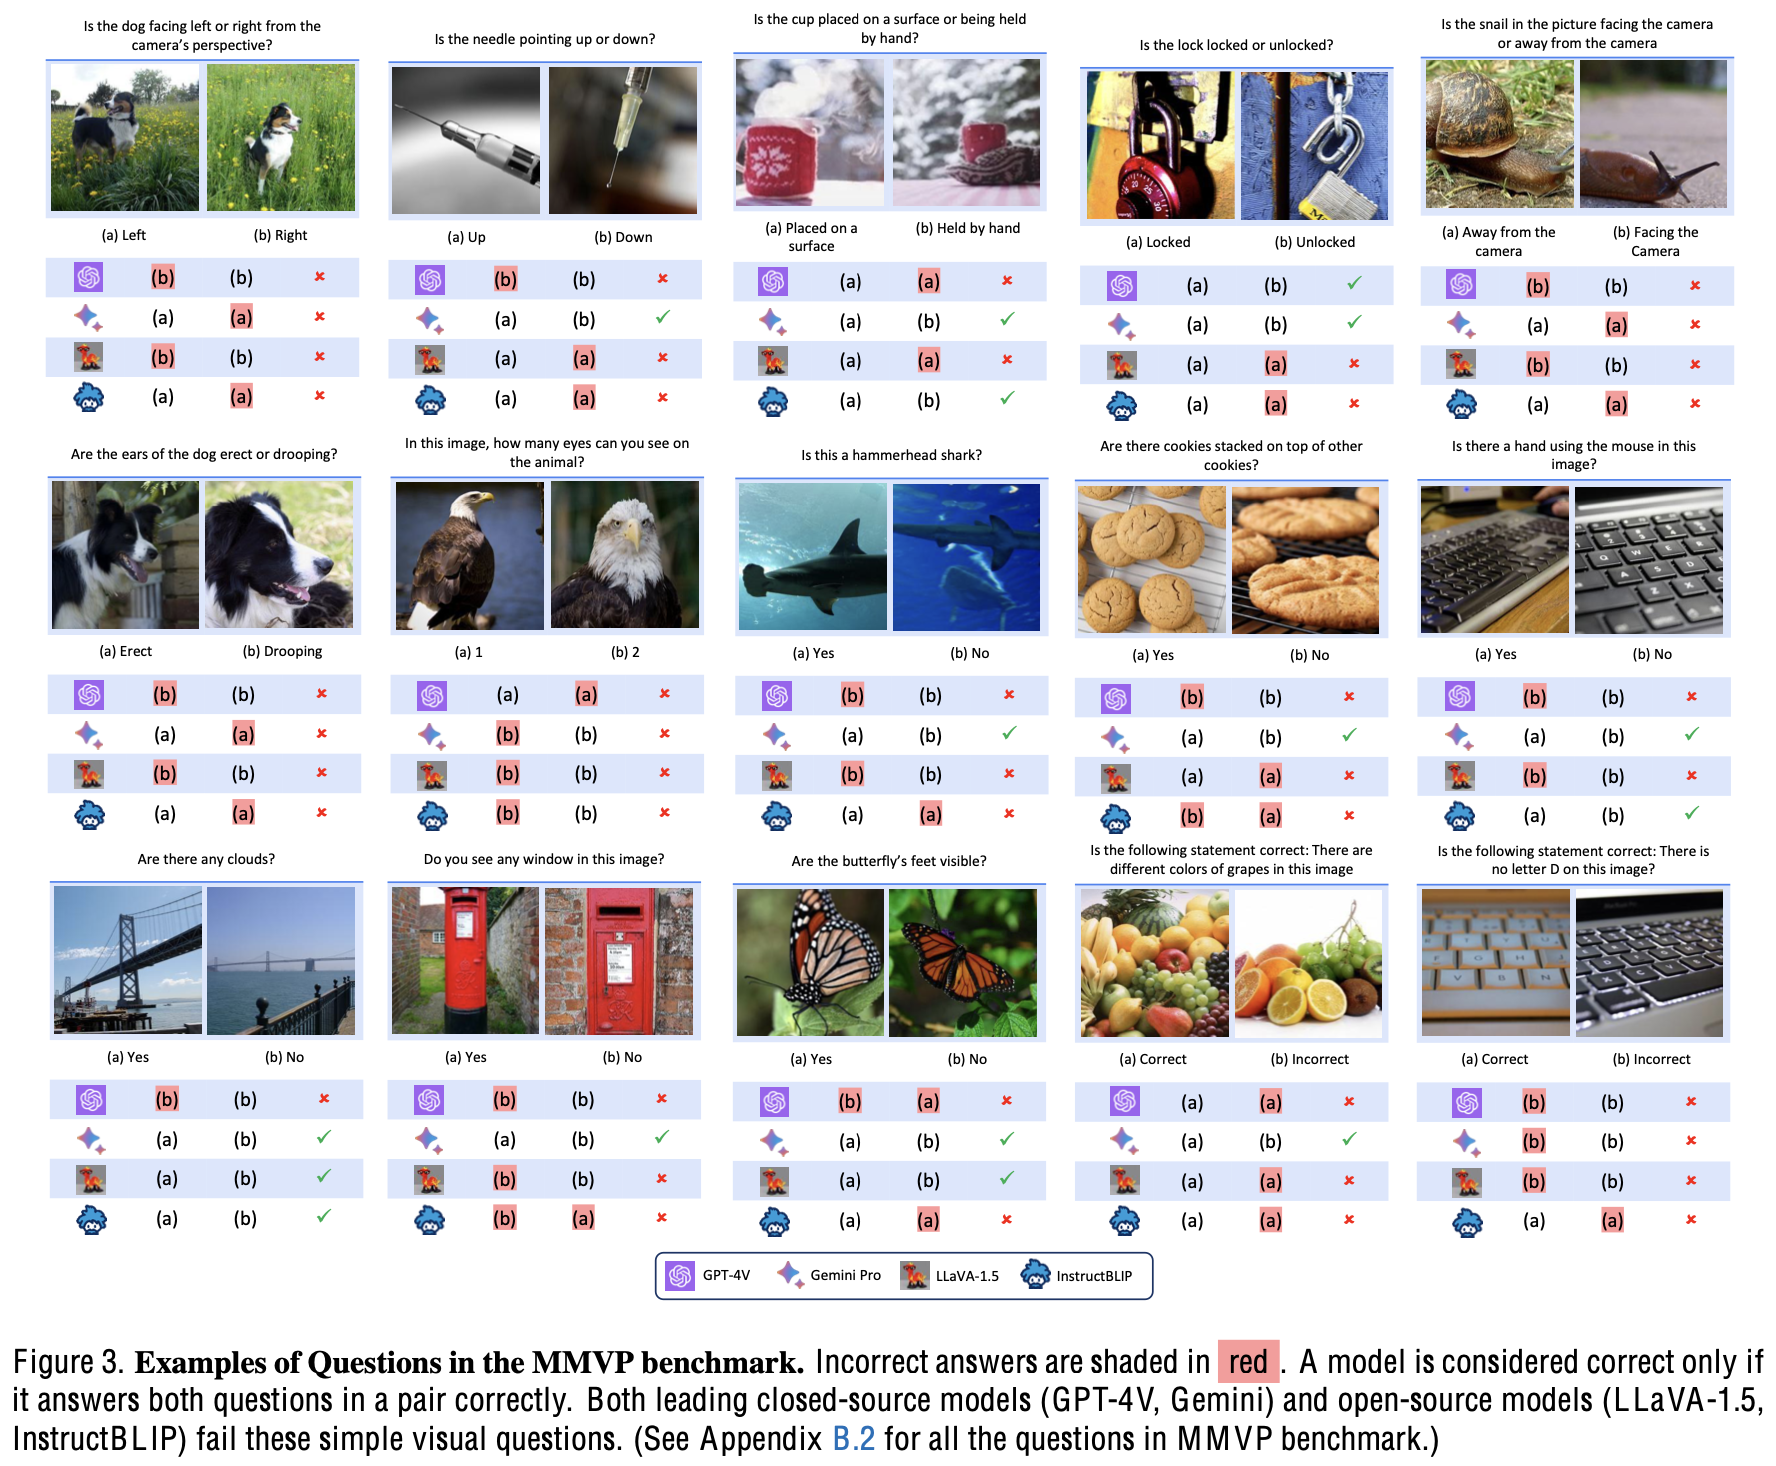 Is the dog facing left or right from the
camera's perspective?
(a) Left (b) Right
(b) (b) ✘
(a) (a) ✘
(b) (b) ✘
(a) (a) ✘
Is the needle pointing up or down?
(a) Up (b) Down
(b) (b) ✘
(a) (b) ✓
(a) (a) ✘
(a) (a) ✘
Is the cup placed on a surface or being held
by hand?
(a) Placed on a
surface
(b) Held by hand
(a) (a) ✘
(a) (b) ✓
(a) (a) ✘
(a) (b) ✓
Is the lock locked or unlocked?
(a) Locked (b) Unlocked
(a) (b) ✓
(a) (b) ✓
(a) (a) ✘
(a) (a) ✘
Is the snail in the picture facing the camera
or away from the camera
(a) Away from the
camera
(b) Facing the
Camera
(b) (b) ✘
(a) (a) ✘
(b) (b) ✘
(a) (a) ✘
Are the ears of the dog erect or drooping?
(a) Erect (b) Drooping
(b) (b) ✘
(a) (a) ✘
(b) (b) ✘
(a) (a) ✘
In this image, how many eyes can you see on
the animal?
(a) 1 (b) 2
(a) (a) ✘
(b) (b) ✘
(b) (b) ✘
(b) (b) ✘
Is this a hammerhead shark?
(a) Yes (b) No
(b) (b) ✘
(a) (b) ✓
(b) (b) ✘
(a) (a) ✘
Are there cookies stacked on top of other
cookies?
(a) Yes (b) No
(b) (b) ✘
(a) (b) ✓
(a) (a) ✘
(b) (a) ✘
Is there a hand using the mouse in this
image?
(a) Yes (b) No
(b) (b) ✘
(a) (b) ✓
(b) (b) ✘
(a) (b) ✓
Are there any clouds?
(a) Yes (b) No
(b) (b) ✘
(a) (b) ✓
(a) (b) ✓
(a) (b) ✓
Do you see any window in this image?
(a) Yes (b) No
(b) (b) ✘
(a) (b) ✓
(b) (b) ✘
(b) (a) ✘
Are the butterfly's feet visible?
(a) Yes (b) No
(b) (a) ✘
(a) (b) ✓
(a) (b) ✓
(a) (a) ✘
Is the following statement correct: There are
different colors of grapes in this image
(a) Correct (b) Incorrect
(a) (a) ✘
(a) (b) ✓
(a) (a) ✘
(a) (a) ✘
Is the following statement correct: There is
no letter D on this image?
(a) Correct (b) Incorrect
(b) (b) ✘
(b) (b) ✘
(b) (b) ✘
(a) (a) ✘
GPT-4V Gemini Pro LLaVA-1.5 InstructBLIP
Figure 3. Examples of Questions in the MMVP benchmark. Incorrect answers are shaded in red . A model is considered correct only if
it answers both questions in a pair correctly. Both leading closed-source models (GPT-4V, Gemini) and open-source models (LLaVA-1.5,
InstructBLIP) fail these simple visual questions. (See Appendix B.2 for all the questions in MMVP benchmark.)